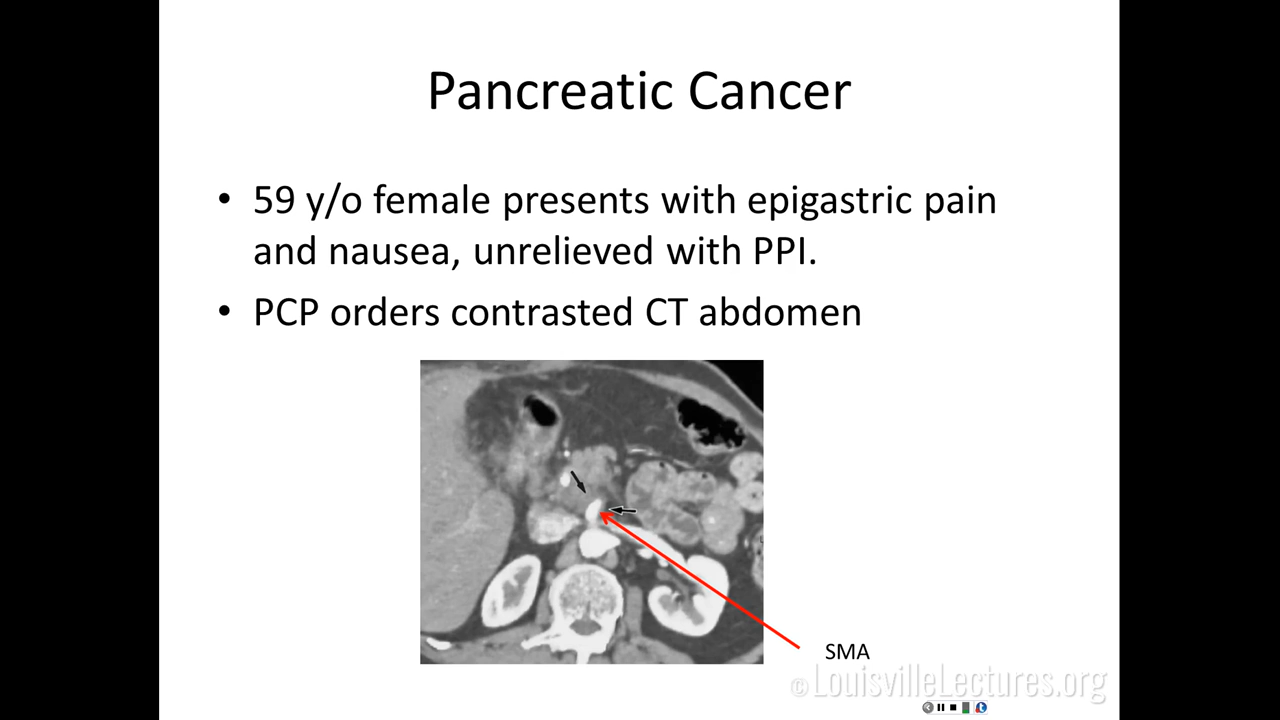 Pancreatic Cancer
• 59 y/o female presents with epigastric pain
and nausea, unrelieved with PPI.
• PCP orders contrasted CT abdomen
SMA
© LouisvilleLectures.org